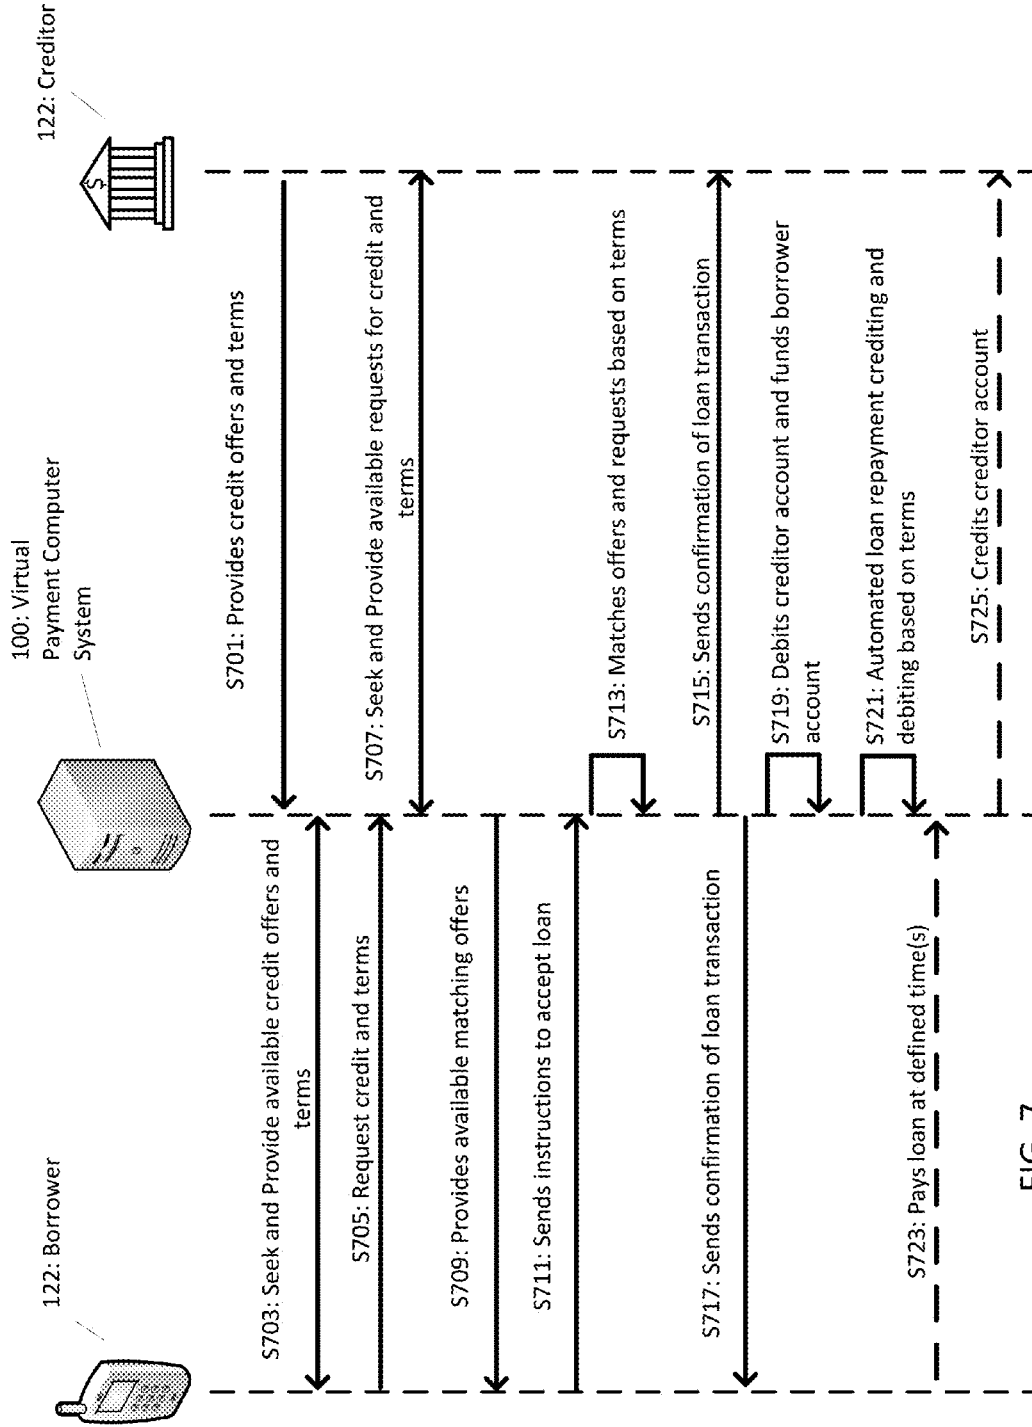 122: Borrower
100: Virtual
Payment Computer
System
122: Creditor
S701: Provides credit offers and terms
S703: Seek and Provide available credit offers and
terms
S705: Request credit and terms
S707: Seek and Provide available requests for credit and
terms
S709: Provides available matching offers
S711: Sends instructions to accept loan
S713: Matches offers and requests based on terms
S715: Sends confirmation of loan transaction
S717: Sends confirmation of loan transaction
S719: Debits creditor account and funds borrower
account
S721: Automated loan repayment crediting and
debiting based on terms
S723: Pays loan at defined time(s)
S725: Credits creditor account
FIG. 7